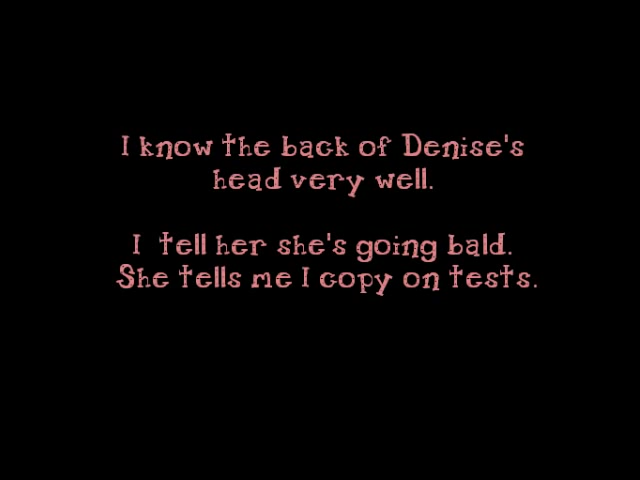 I know the back of Denise's
head very well.
I tell her she's going bald.
She tells me I copy on tests.